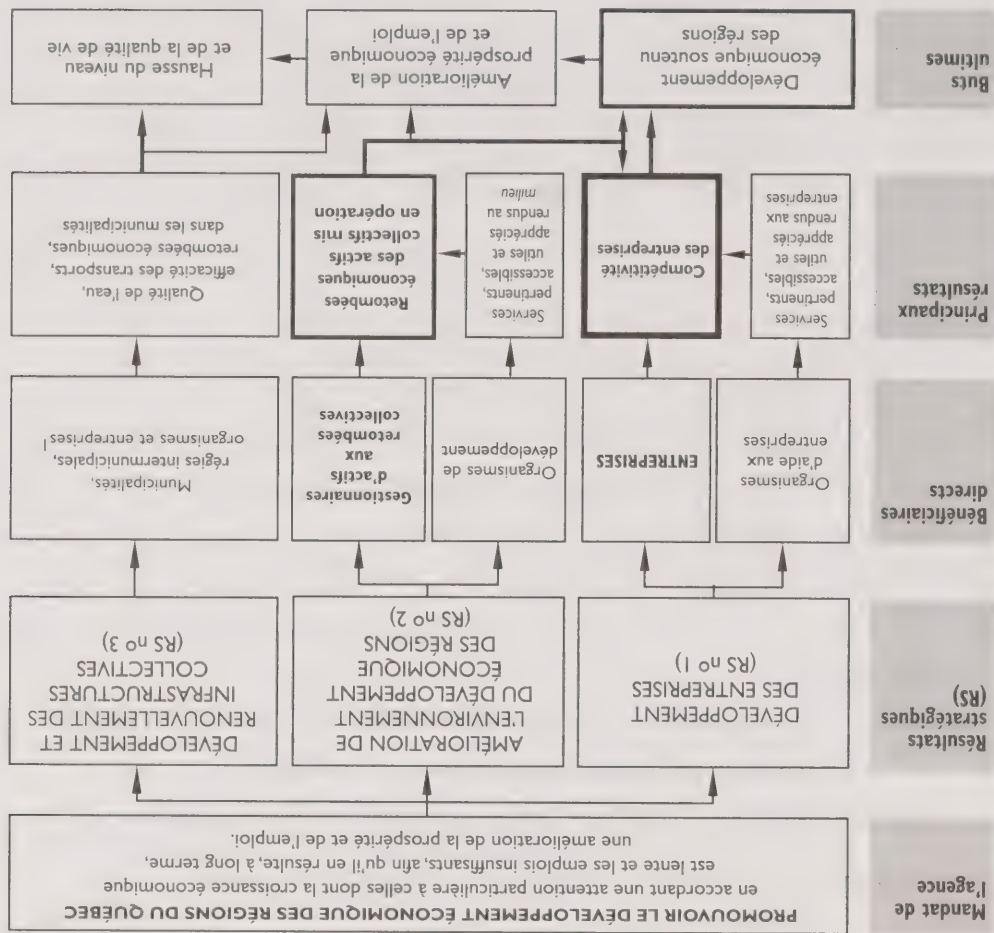 Mandat de
l'agence
PROMOUVOIR LE DÉVELOPPEMENT ÉCONOMIQUE DES RÉGIONS DU QUÉBEC
en accordant une attention particulière à celles dont la croissance économique
est lente et les emplois insuffisants, afin qu'il en résulte, à long terme,
une amélioration de la prospérité et de l'emploi.
Résultats
stratégiques
(RS)
DÉVELOPPEMENT
DES ENTREPRISES
(RS nº 1)
AMÉLIORATION DE
L'ENVIRONNEMENT
DU DÉVELOPPEMENT
ÉCONOMIQUE
DES RÉGIONS
(RS nº 2)
DÉVELOPPEMENT ET
RENOUVELLEMENT DES
INFRASTRUCTURES
COLLECTIVES
(RS nº 3)
Bénéficiaires
directs
Organismes
d'aide aux
entreprises
ENTREPRISES
Organismes de
développement
Gestionnaires
d'actifs
aux
retombées
collectives
Municipalités,
régies intermunicipales,
organismes et entreprises¹
Principaux
résultats
Services
pertinents,
accessibles,
utiles et
appréciés
rendus aux
entreprises
Compétitivité
des entreprises
Services
pertinents,
accessibles,
utiles et
appréciés
rendus au
milieu
Retombées
économiques
des actifs
collectifs mis
en opération
Qualité de l'eau,
efficacité des transports,
retombées économiques,
dans les municipalités
Buts
ultimes
Développement
économique soutenu
des régions
Amélioration de la
prospérité économique
et de l'emploi
Hausse du niveau
et de la qualité de
vie